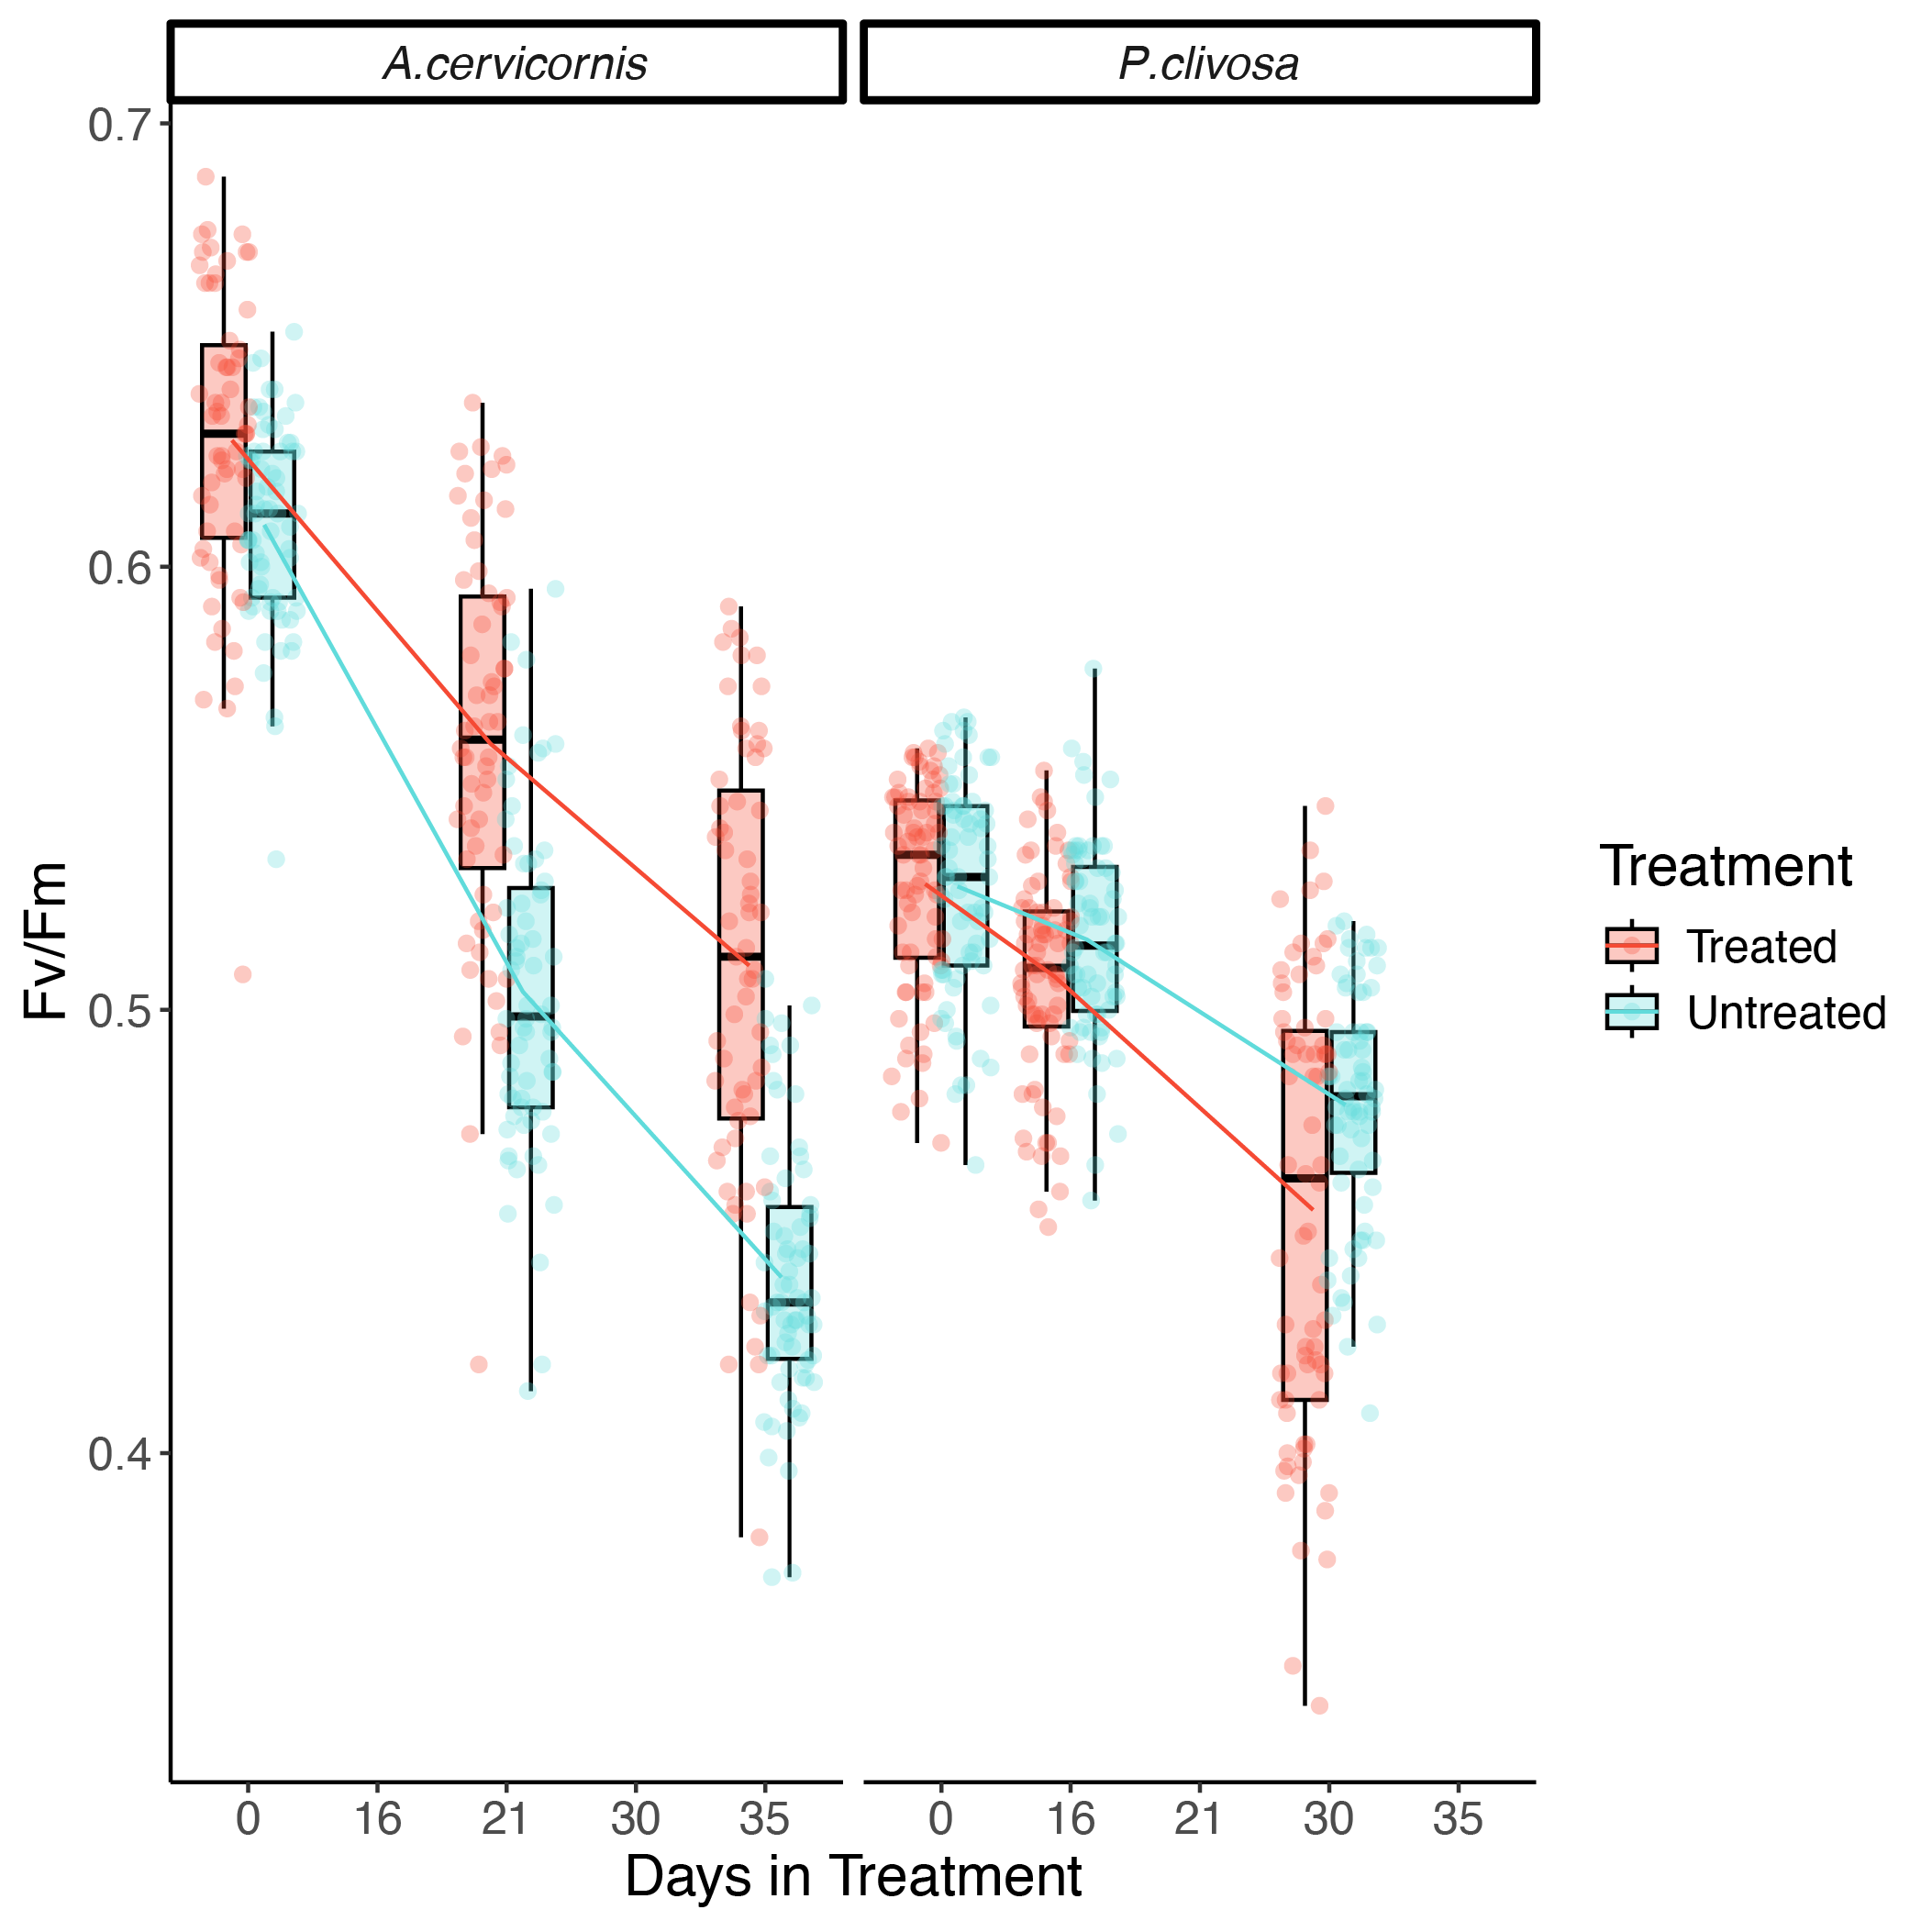 A.cervicornis
P.clivosa
0.7
0.6
0.5
0.4
Fv/Fm
0 16 21 30 35
0 16 21 30 35
Days in Treatment
Treatment
Treated
Untreated